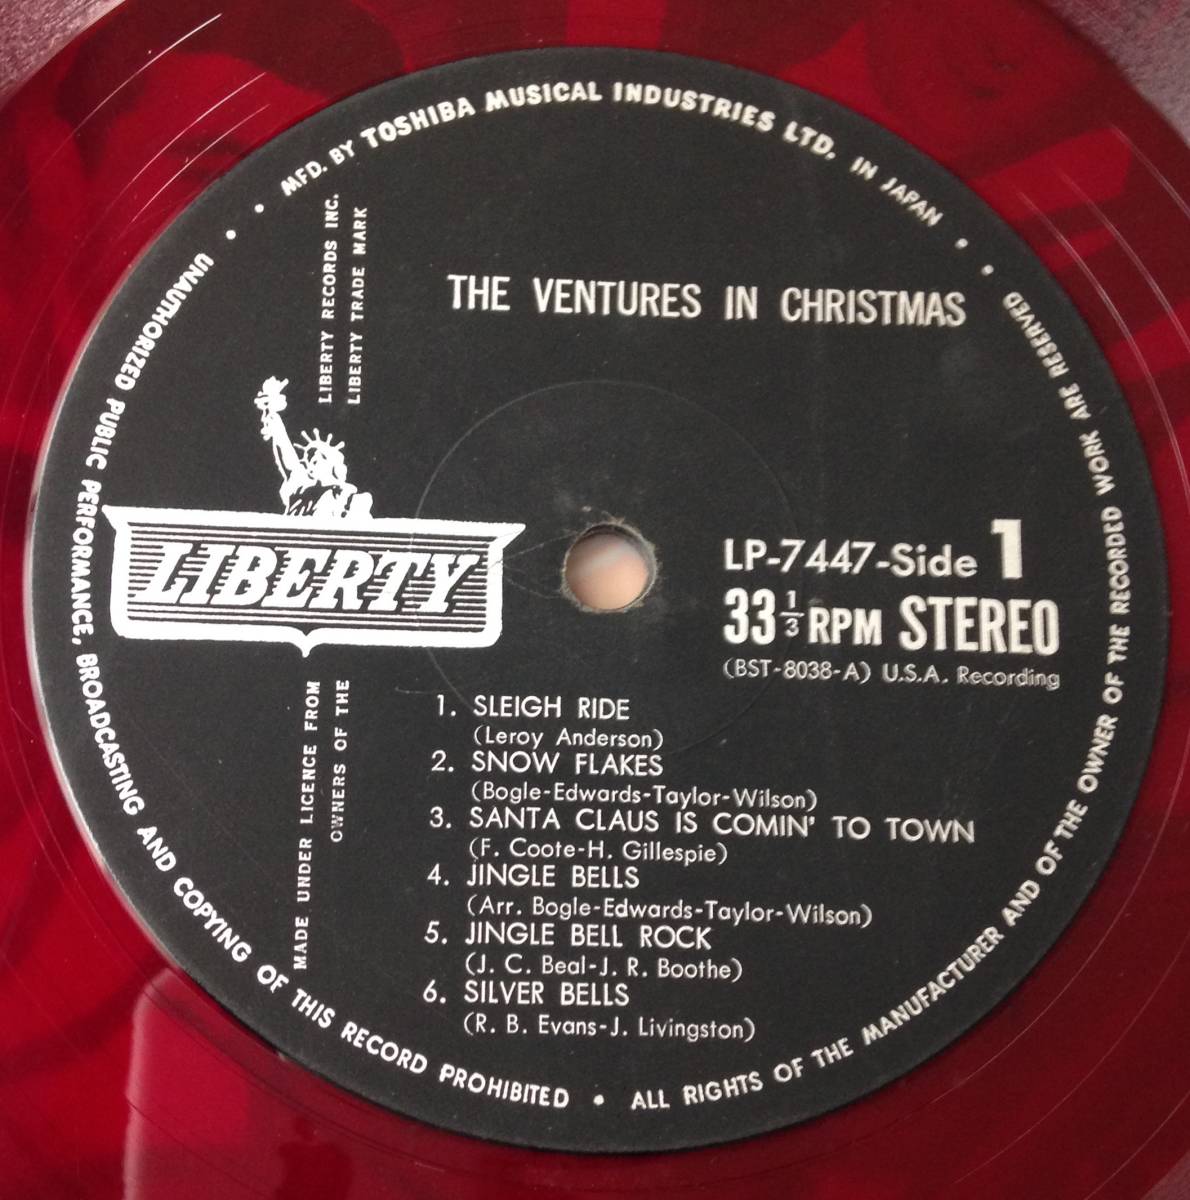 MFD. BY TOSHIBA MUSICAL INDUSTRIES LTD. IN JAPAN
LIBERTY RECORDS INC.
LIBERTY TRADE MARK
THE VENTURES IN CHRISTMAS
LIBERTY
LP-7447-Side 1
33 1/3 RPM STEREO
(BST-8038-A) U.S.A. Recording
MADE UNDER LICENCE FROM
OWNERS OF THE
1. SLEIGH RIDE
(Leroy Anderson)
2. SNOW FLAKES
(Bogle-Edwards-Taylor-Wilson)
3. SANTA CLAUS IS COMIN' TO TOWN
(F. Coote-H. Gillespie)
4. JINGLE BELLS
(Arr. Bogle-Edwards-Taylor-Wilson)
5. JINGLE BELL ROCK
(J. C. Beal-J. R. Boothe)
6. SILVER BELLS
(R. B. Evans-J. Livingston)
UNAUTHORIZED PUBLIC PERFORMANCE, BROADCASTING AND COPYING OF THIS RECORD PROHIBITED • ALL RIGHTS OF THE MANUFACTURER AND OF THE OWNER OF THE RECORDED WORK ARE RESERVED